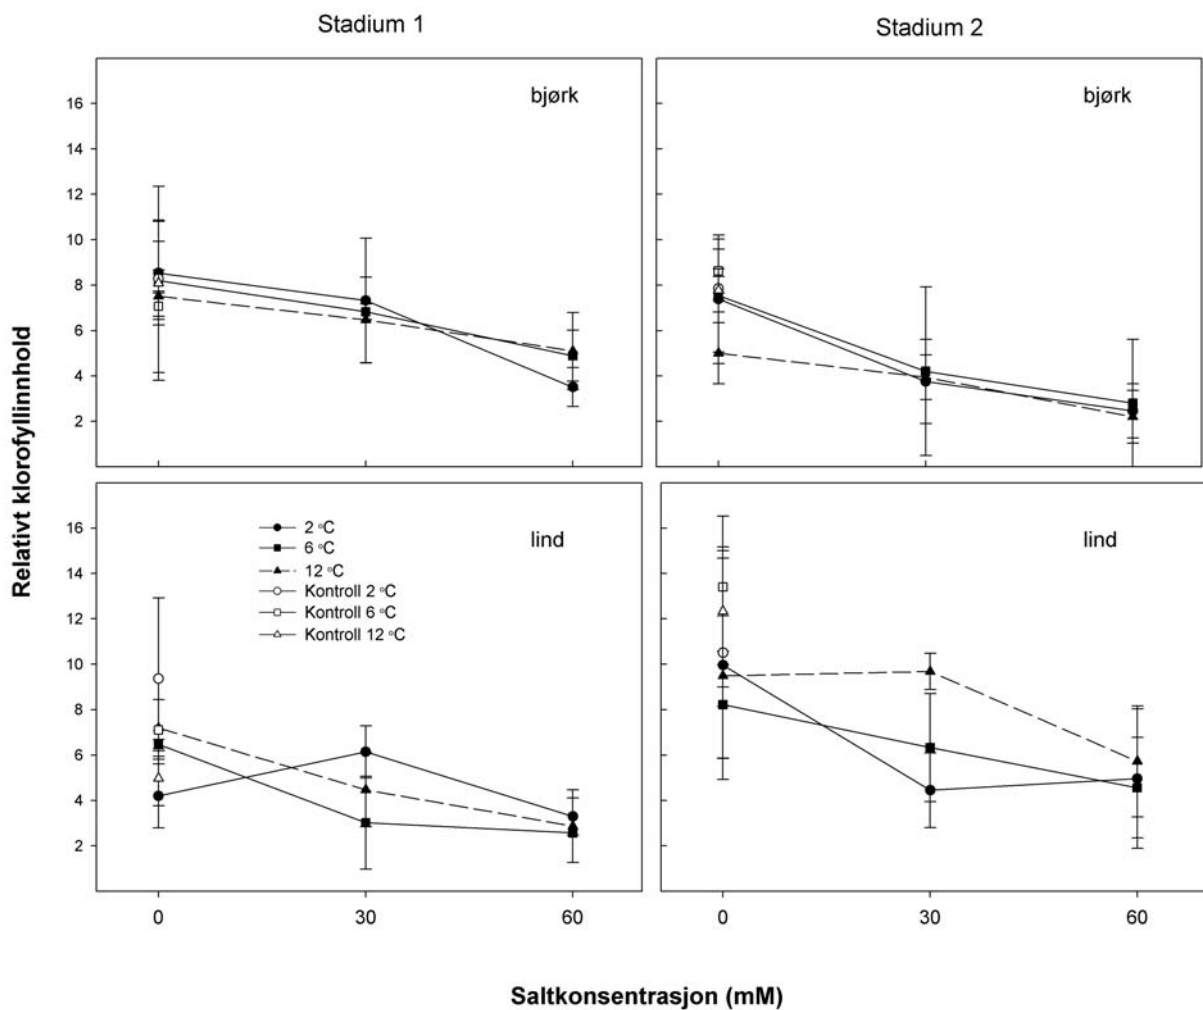 Stadium 1
Stadium 2
Relativt klorofyllinnhold
bjørk
16
14
12
10
8
6
4
2
bjørk
lind
16
14
12
10
8
6
4
2
2 °C
6 °C
12 °C
Kontroll 2 °C
Kontroll 6 °C
Kontroll 12 °C
lind
0 30 60
0 30 60
Saltkonsentrasjon (mM)